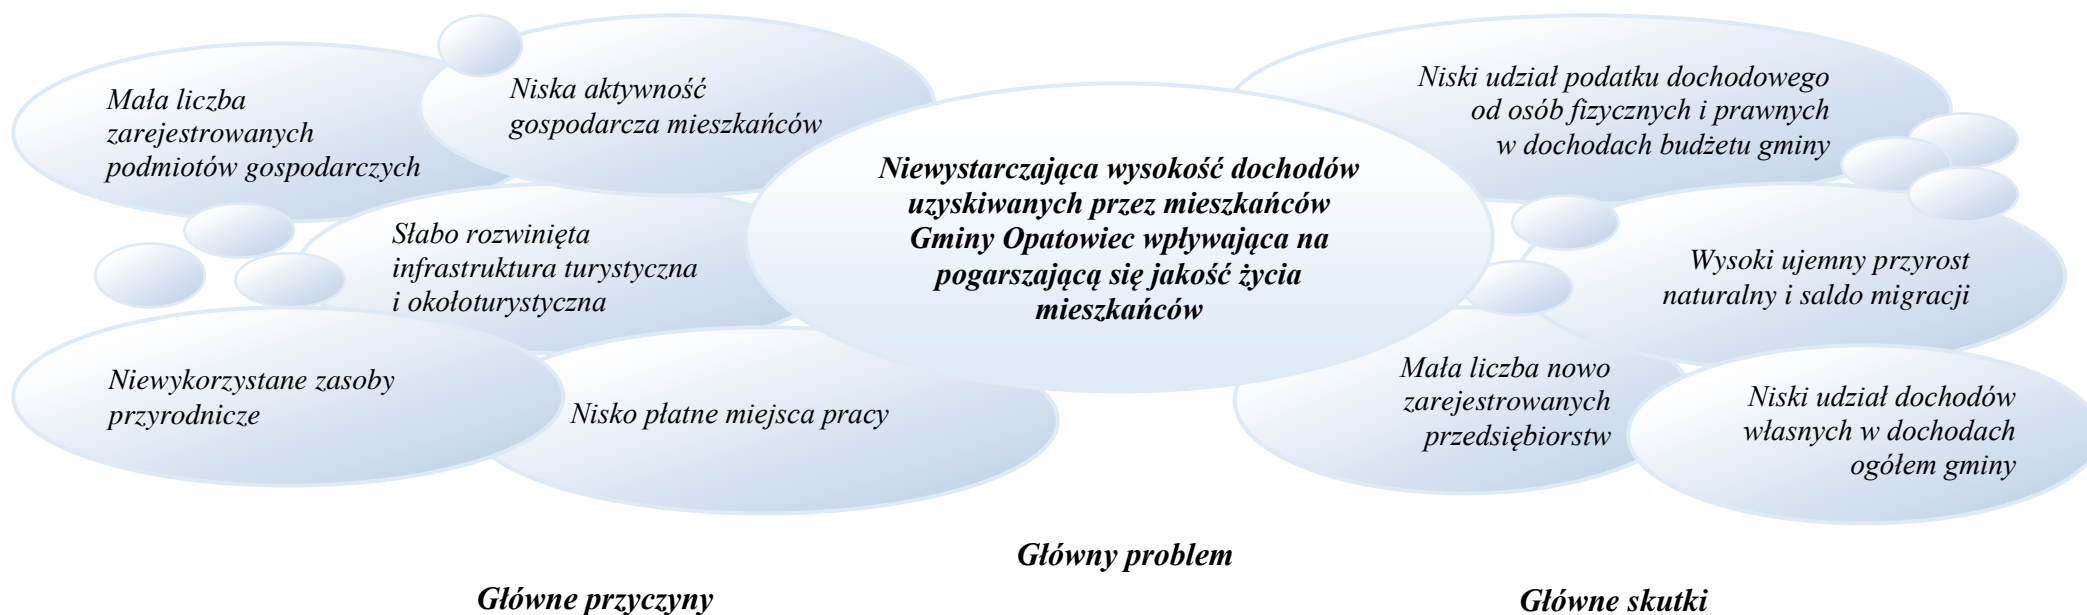 Mała liczba
zarejestrowanych
podmiotów gospodarczych
Niska aktywność
gospodarcza mieszkańców
Słabo rozwinięta
infrastruktura turystyczna
i okołoturystyczna
Niewykorzystane zasoby
przyrodnicze
Nisko płatne miejsca pracy
Niewystarczająca wysokość dochodów
uzyskiwanych przez mieszkańców
Gminy Opatowiec wpływająca na
pogarszającą się jakość życia
mieszkańców
Niski udział podatku dochodowego
od osób fizycznych i prawnych
w dochodach budżetu gminy
Wysoki ujemny przyrost
naturalny i saldo migracji
Mała liczba nowo
zarejestrowanych
przedsiębiorstw
Niski udział dochodów
własnych w dochodach
ogółem gminy
Główny problem
Główne przyczyny
Główne skutki